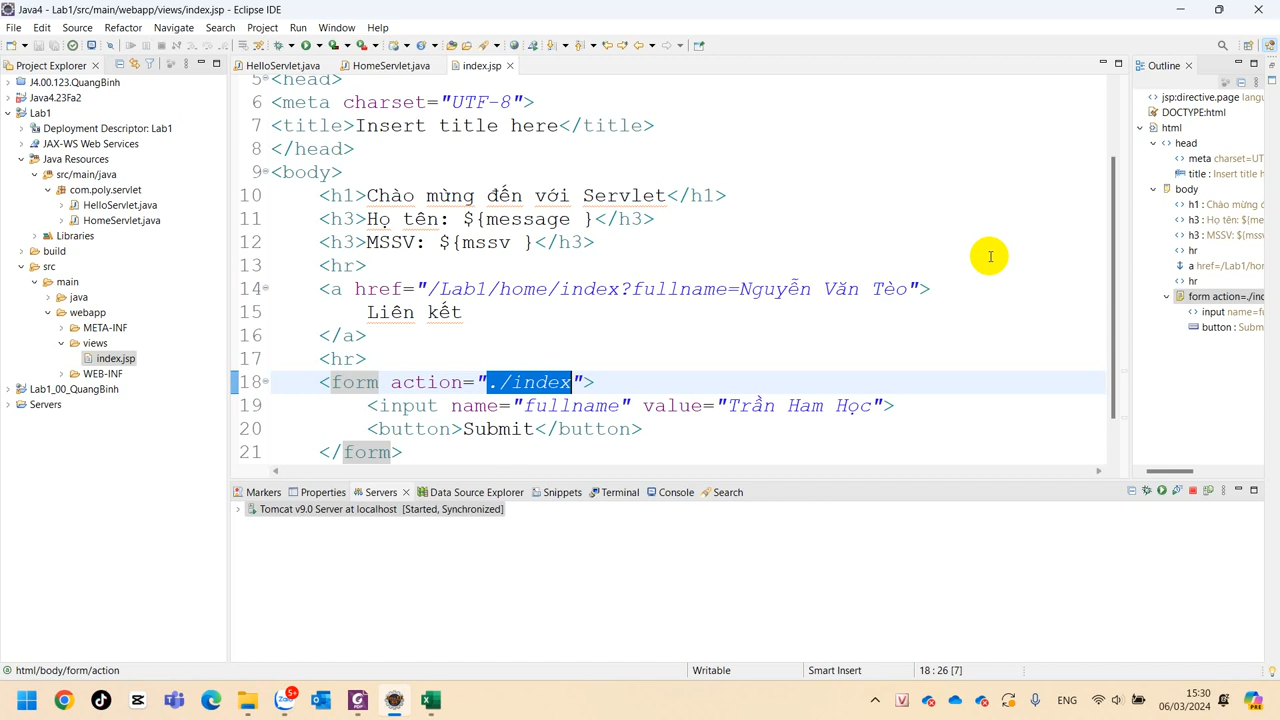 Java4 - Lab1/src/main/webapp/views/index.jsp - Eclipse IDE
File Edit Source Refactor Navigate Search Project Run Window Help
Project Explorer
HelloServlet.java HomeServlet.java index.jsp
Outline
J4.00.123.QuangBinh
Java4.23Fa2
Lab1
Deployment Descriptor: Lab1
JAX-WS Web Services
Java Resources
src/main/java
com.poly.servlet
HelloServlet.java
HomeServlet.java
Libraries
build
src
main
java
webapp
META-INF
views
index.jsp
WEB-INF
Lab1_00_QuangBinh
Servers
5 <head>
6 <meta charset="UTF-8">
7 <title>Insert title here</title>
8 </head>
9 <body>
10 <h1>Chào mừng đến với Servlet</h1>
11 <h3>Họ tên: ${message }</h3>
12 <h3>MSSV: ${mssv }</h3>
13 <hr>
14 <a href="/Lab1/home/index?fullname=Nguyễn Văn Tèo">
15 Liên kết
16 </a>
17 <hr>
18 <form action="./index">
19 <input name="fullname" value="Trần Ham Học">
20 <button>Submit</button>
21 </form>
jsp:directive.page langu
DOCTYPE:html
html
head
meta charset=UT
title : Insert title h
body
h1 : Chào mừng đ
h3 : Họ tên: ${me
h3 : MSSV: ${mss
hr
a href=/Lab1/hom
hr
form action=./inc
input name=fu
button : Subm
Markers Properties Servers Data Source Explorer Snippets Terminal Console Search
Tomcat v9.0 Server at localhost [Started, Synchronized]
html/body/form/action Writable Smart Insert 18 : 26 [7]
5+
ENG
15:30
06/03/2024
PRE